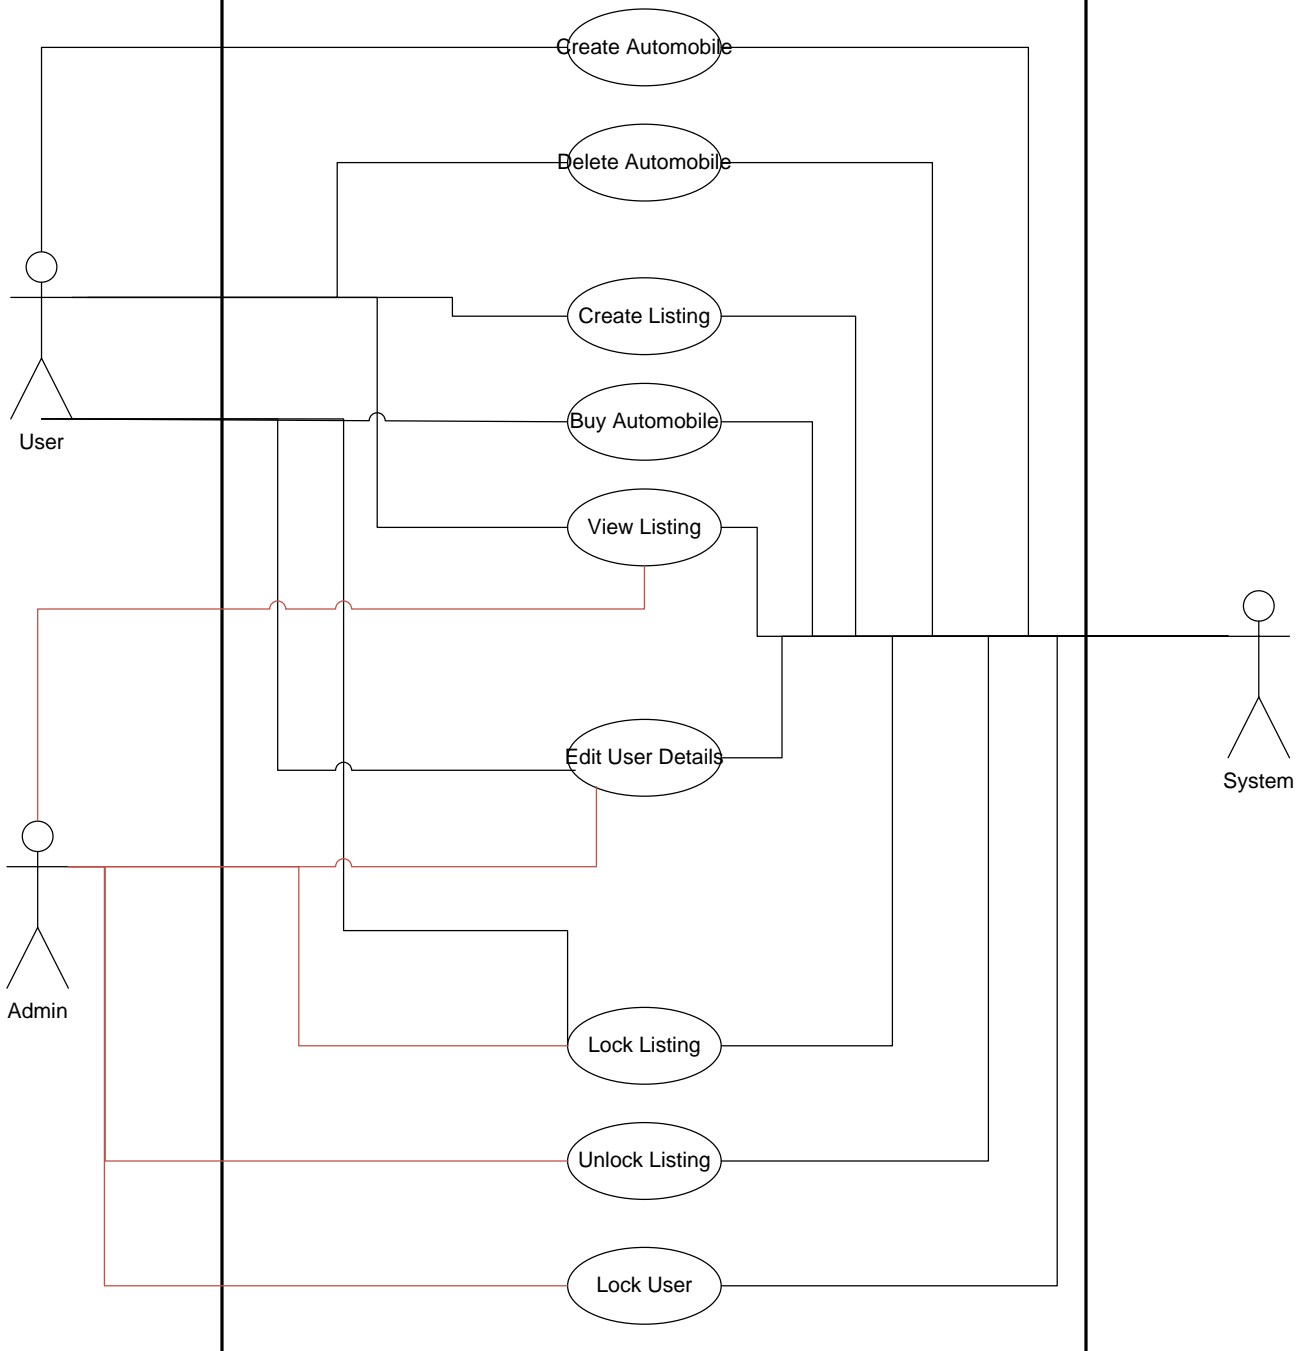 Create Automobile
Delete Automobile
Create Listing
Buy Automobile
User
View Listing
Edit User Details
System
Admin
Lock Listing
Unlock Listing
Lock User